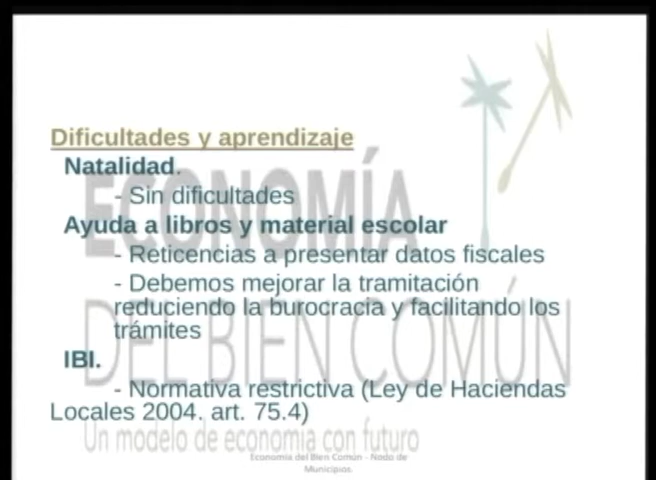 Dificultades y aprendizaje
Natalidad.
- Sin dificultades
Ayuda a libros y material escolar
- Reticencias a presentar datos fiscales
- Debemos mejorar la tramitación
reduciendo la burocracia y facilitando los
trámites
IBI.
- Normativa restrictiva (Ley de Haciendas
Locales 2004. art. 75.4)
ECONOMÍA
DEL BIEN COMÚN
Un modelo de economía con futuro
Economía del Bien Común - Nodo de
Municipios